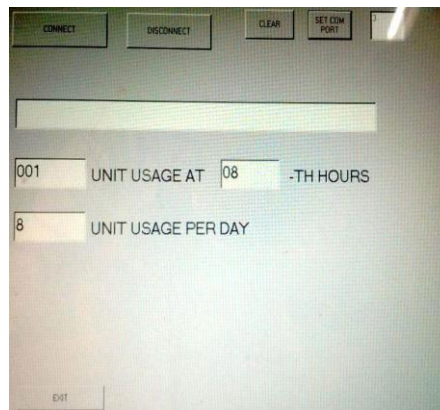 CONNECT DISCONNECT CLEAR SET COM PORT 3
001 UNIT USAGE AT 08 -TH HOURS
8 UNIT USAGE PER DAY
EXIT